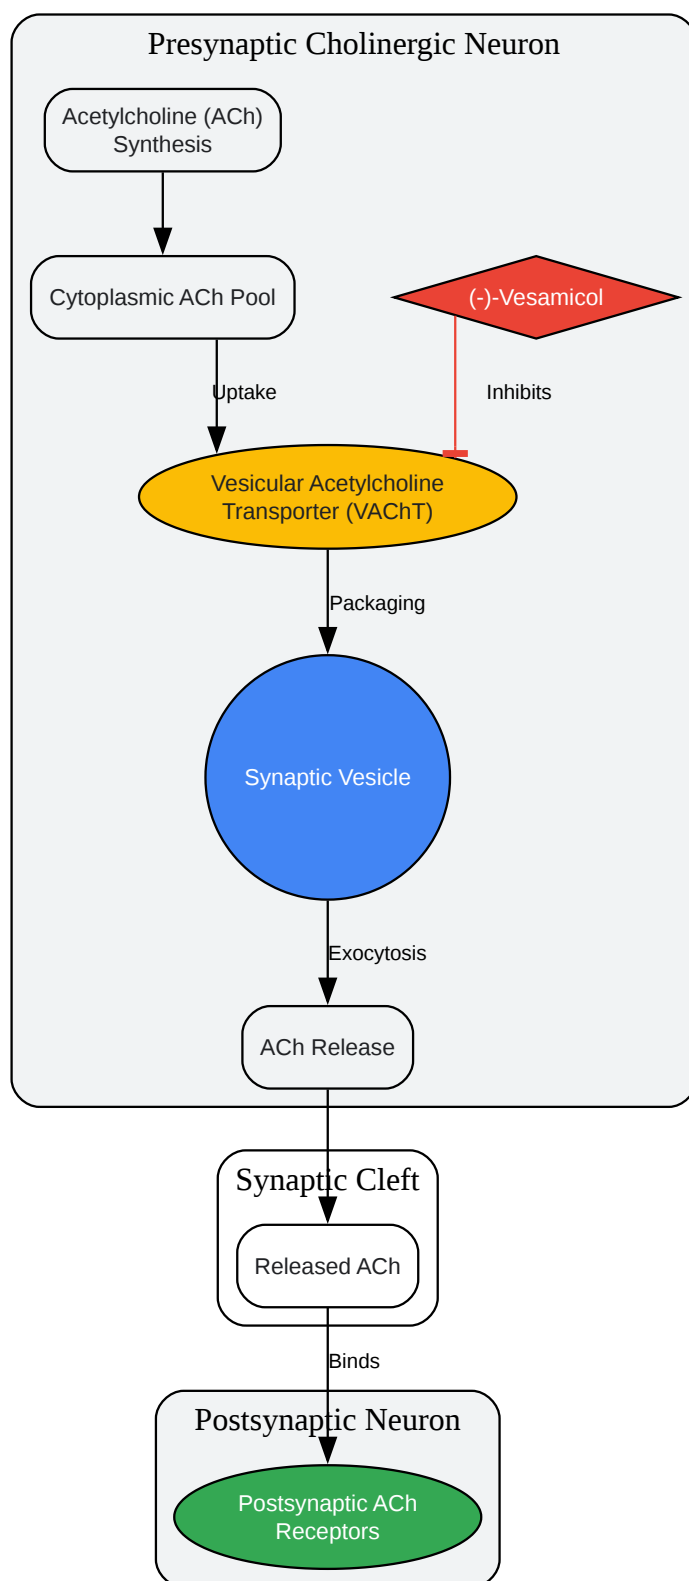 Presynaptic Cholinergic Neuron
Acetylcholine (ACh)
Synthesis
Cytoplasmic ACh Pool
(-)-Vesamicol
Uptake
Inhibits
Vesicular Acetylcholine
Transporter (VAChT)
Packaging
Synaptic Vesicle
Exocytosis
ACh Release
Synaptic Cleft
Released ACh
Binds
Postsynaptic Neuron
Postsynaptic ACh
Receptors